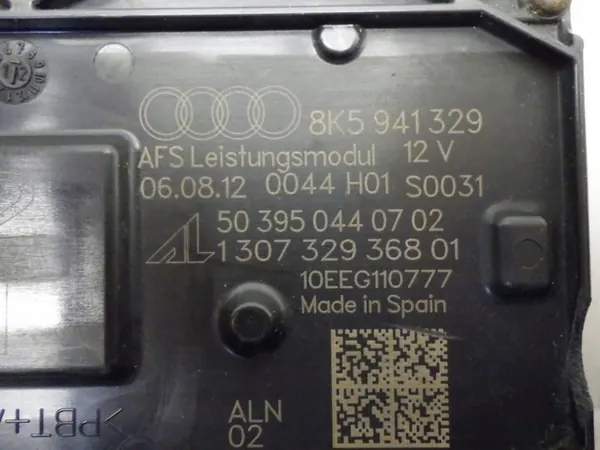 8K5 941 329
AFS Leistungsmodul 12 V
06.08.12 0044 H01 S0031
50 395 044 07 02
AL 1 307 329 368 01
10EEG110777
Made in Spain
ALN
02
>PBT+A